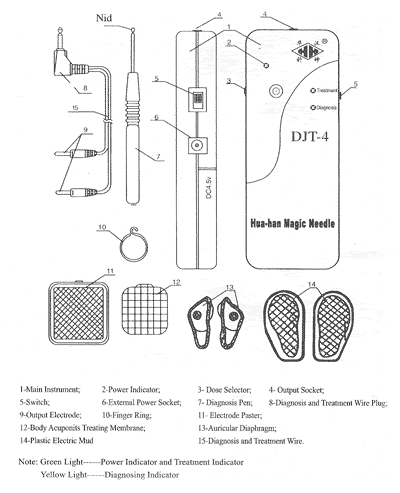 Nid
4
1
4
汉
神 针
2
3
5
Treatment
Diagnosis
8
5
15
6
DJT-4
9
7
DC4.5v
Hua-han Magic Needle
10
11
12
13
14
1-Main Instrument; 2-Power Indicator; 3- Dose Selector; 4- Output Socket;
5-Switch; 6-External Power Socket; 7- Diagnosis Pen; 8-Diagnosis and Treatment Wire Plug;
9-Output Electrode; 10-Finger Ring; 11- Electrode Paster;
12-Body Acuponits Treating Membrane; 13-Auricular Diaphragm;
14-Plastic Electric Mud 15-Diagnosis and Treatment Wire.
Note: Green Light------Power Indicator and Treatment Indicator
Yellow Light------Diagnosing Indicator